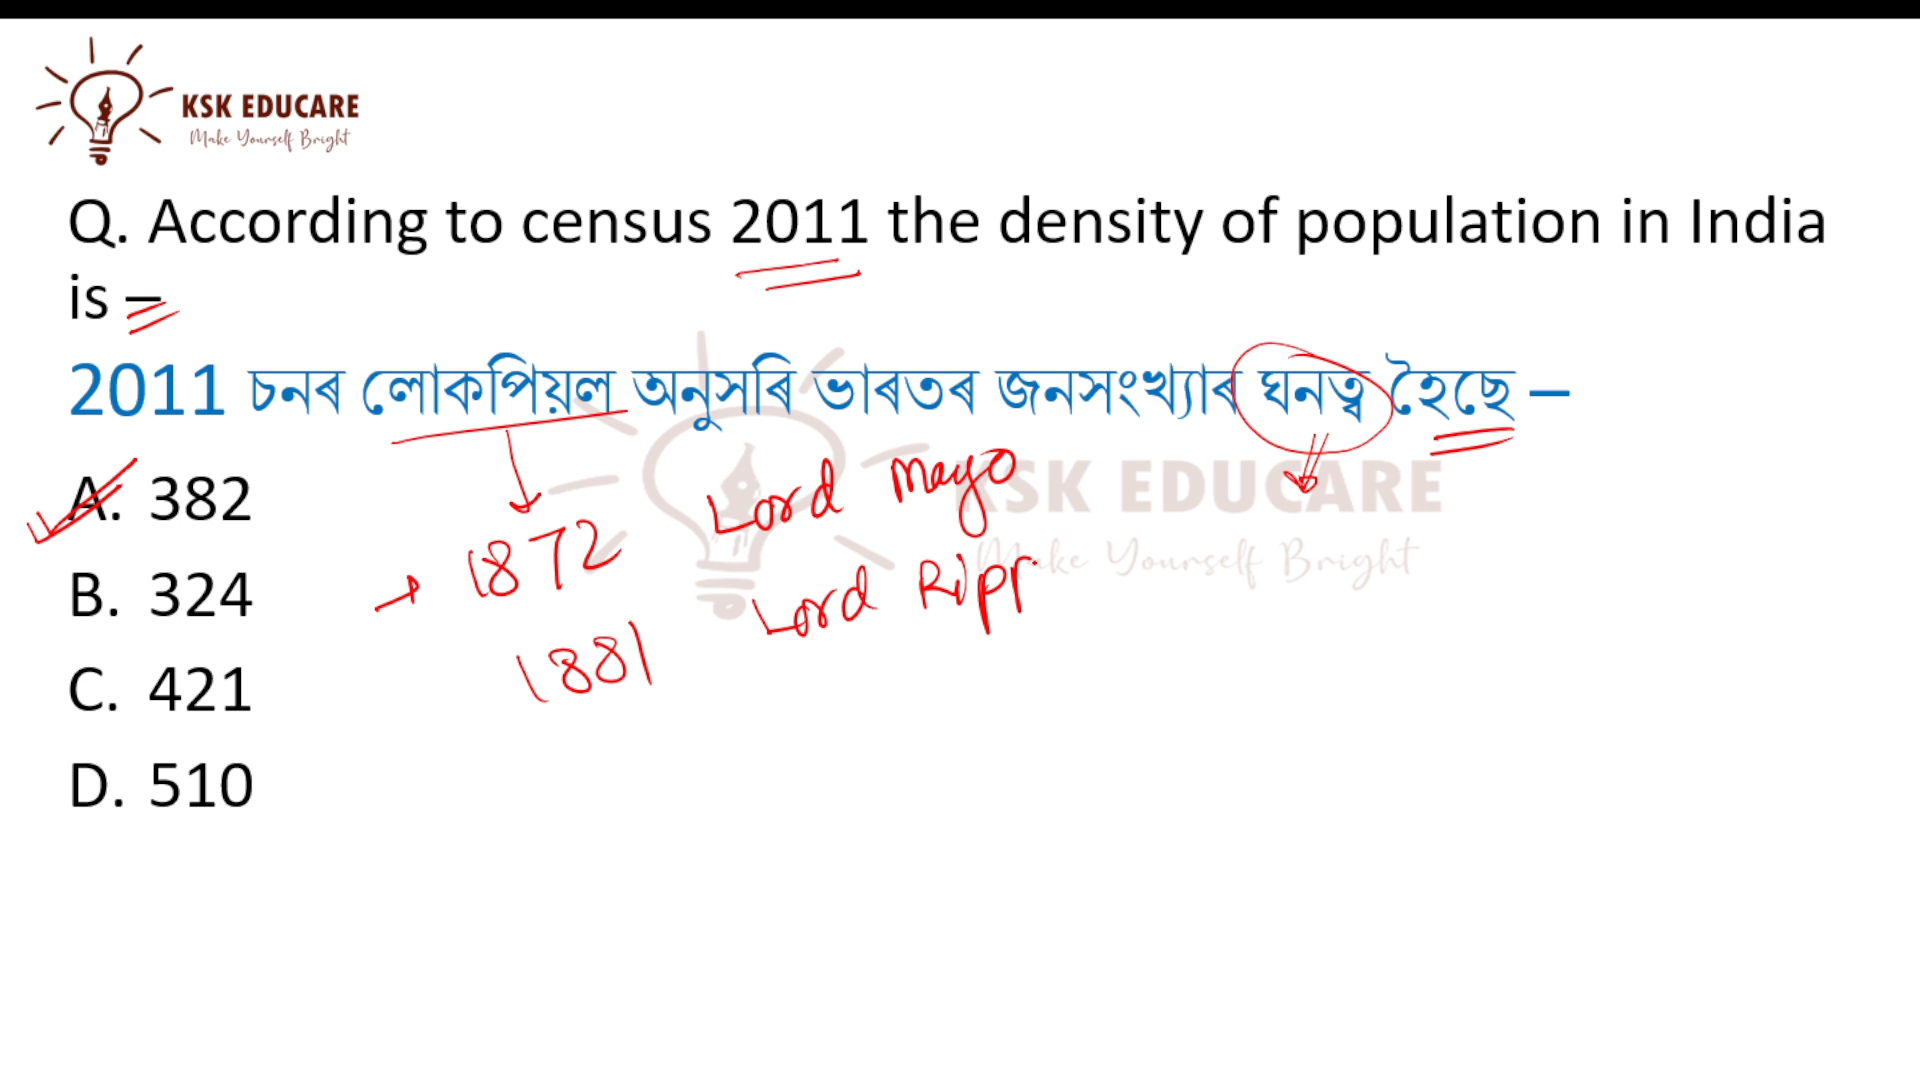 KSK EDUCARE
Make Yourself Bright
Q. According to census 2011 the density of population in India
is –
2011 চনৰ লোকপিয়ল অনুসৰি ভাৰতৰ জনসংখ্যাৰ ঘনত্ব হৈছে –
A. 382
B. 324
C. 421
D. 510
1872 Lord Mayo
1881 Lord Rip
KSK EDUCARE
Make Yourself Bright